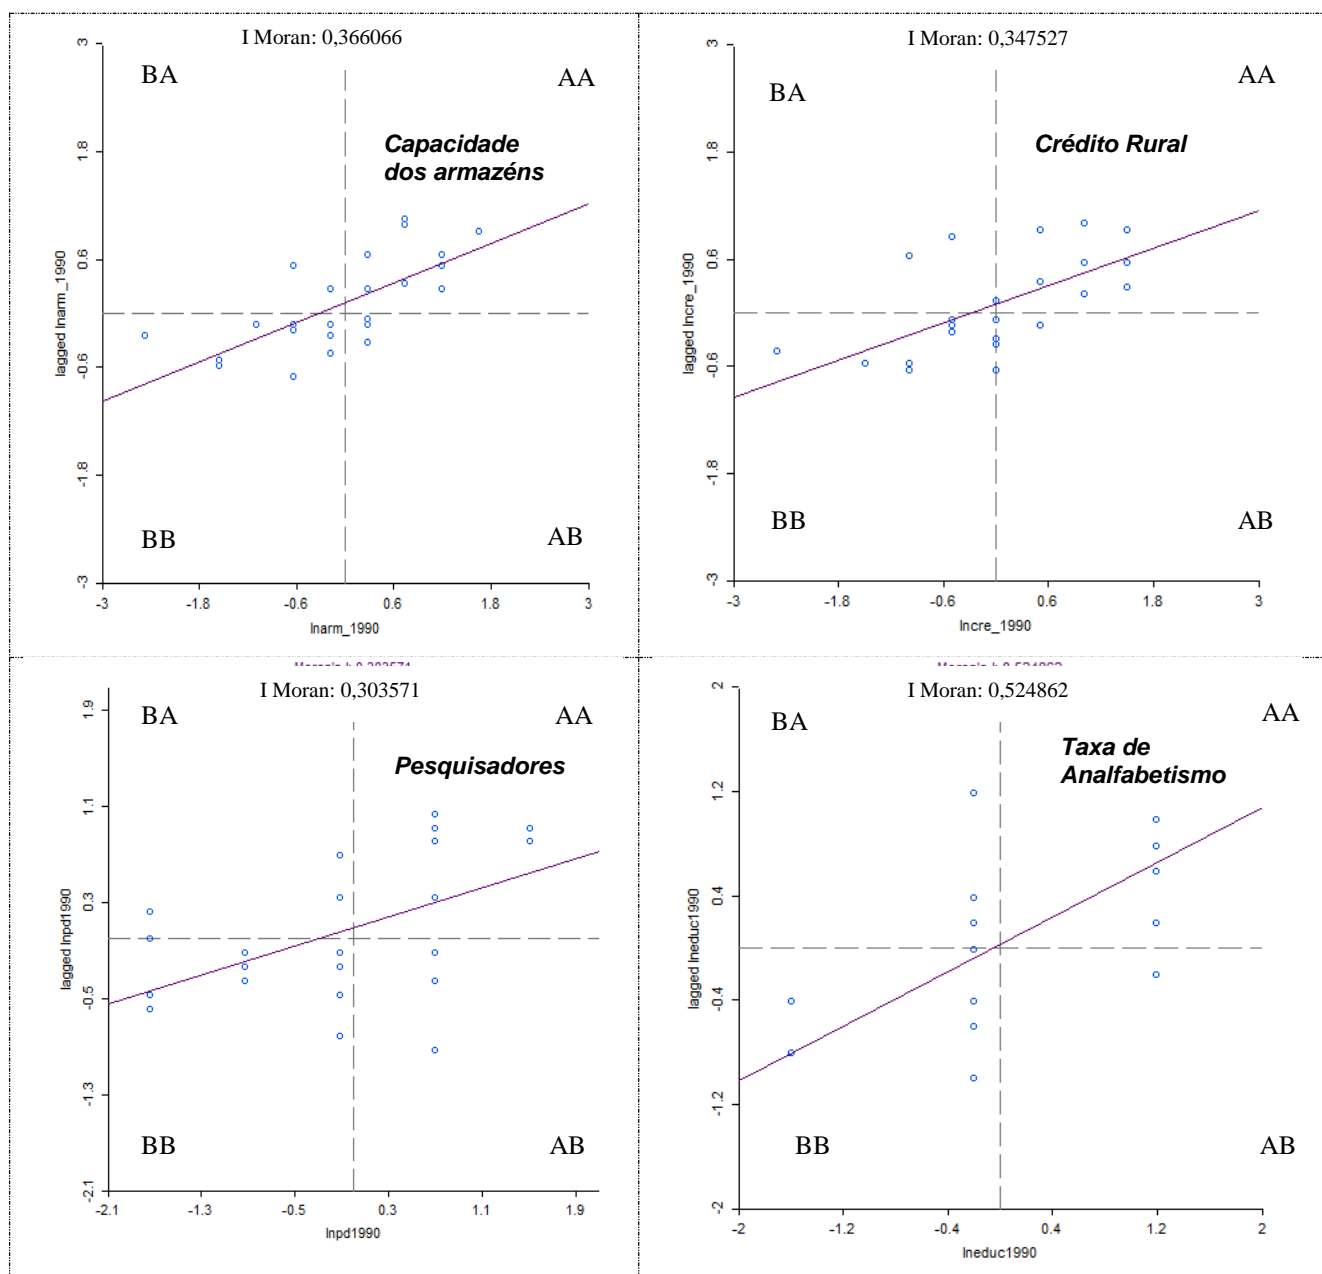 I Moran: 0,366066
BA
AA
Capacidade
dos armazéns
3
1.8
0.6
-0.6
-1.8
-3
lagged lnarm_1990
BB
AB
-3 -1.8 -0.6 0.6 1.8 3
lnarm_1990
I Moran: 0,347527
BA
AA
Crédito Rural
3
1.8
0.6
-0.6
-1.8
-3
lagged lncre_1990
BB
AB
-3 -1.8 -0.6 0.6 1.8 3
lncre_1990
I Moran: 0,303571
BA
AA
Pesquisadores
1.9
1.1
0.3
-0.5
-1.3
-2.1
lagged lnpd1990
BB
AB
-2.1 -1.3 -0.5 0.3 1.1 1.9
lnpd1990
I Moran: 0,524862
BA
AA
Taxa de
Analfabetismo
2
1.2
0.4
-0.4
-1.2
-2
lagged lneduc1990
BB
AB
-2 -1.2 -0.4 0.4 1.2 2
lneduc1990